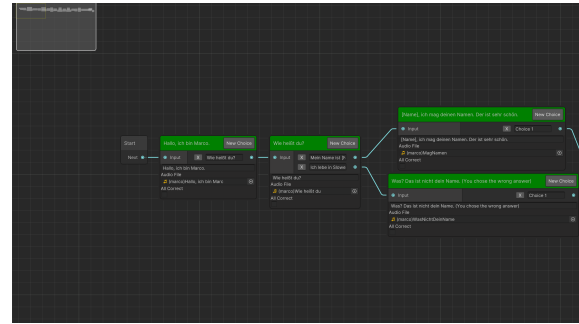 Start
Next
Hallo, ich bin Marco.
New Choice
Input
X
Wie heißt du?
Hallo, ich bin Marco.
Audio File
(marco)Hallo, ich bin Marc
All Correct
Wie heißt du?
New Choice
Input
X
Mein Name ist [
X
Ich lebe in Slowe
Wie heißt du?
Audio File
(marco)Wie heißt du
All Correct
[Name], ich mag deinen Namen. Der ist sehr schön.
New Choice
Input
X
Choice 1
[Name], ich mag deinen Namen. Der ist sehr schön.
Audio File
(marco)MagNamen
All Correct
Was? Das ist nicht dein Name. (You chose the wrong answer)
New Choice
Input
X
Choice 1
Was? Das ist nicht dein Name. (You chose the wrong answer)
Audio File
(marco)WasNichtDeinName
All Correct